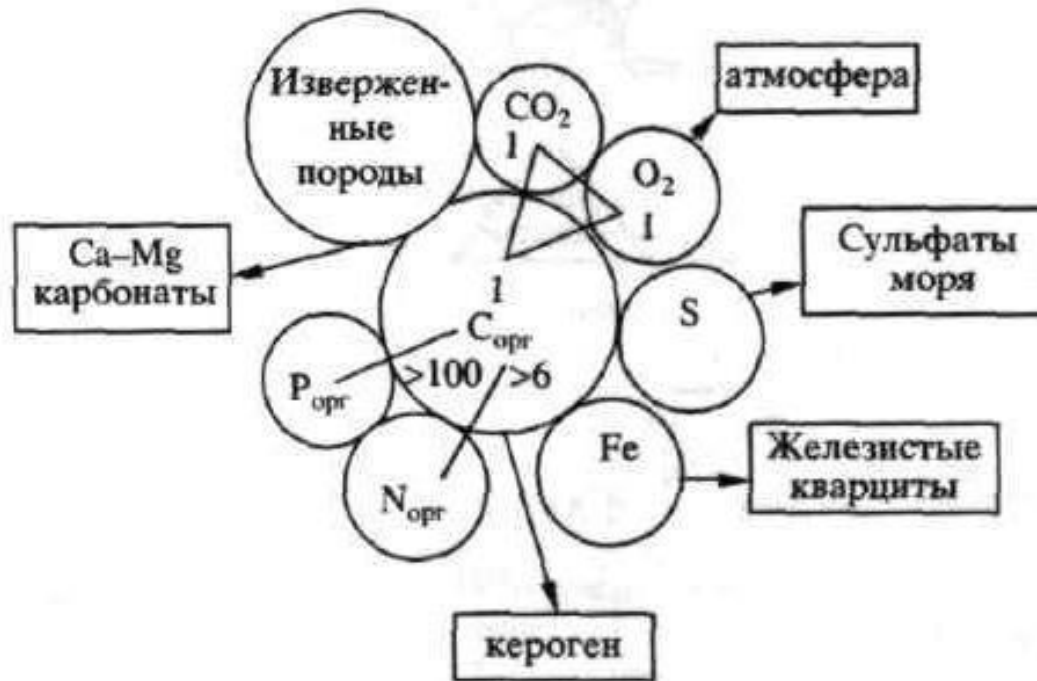 Извержен-
ные
породы
CO₂
1
атмосфера
O₂
1
Ca–Mg
карбонаты
Сульфаты
моря
S
1
Cорг
>100 >6
Pорг
Nорг
Fe
Железистые
кварциты
кероген